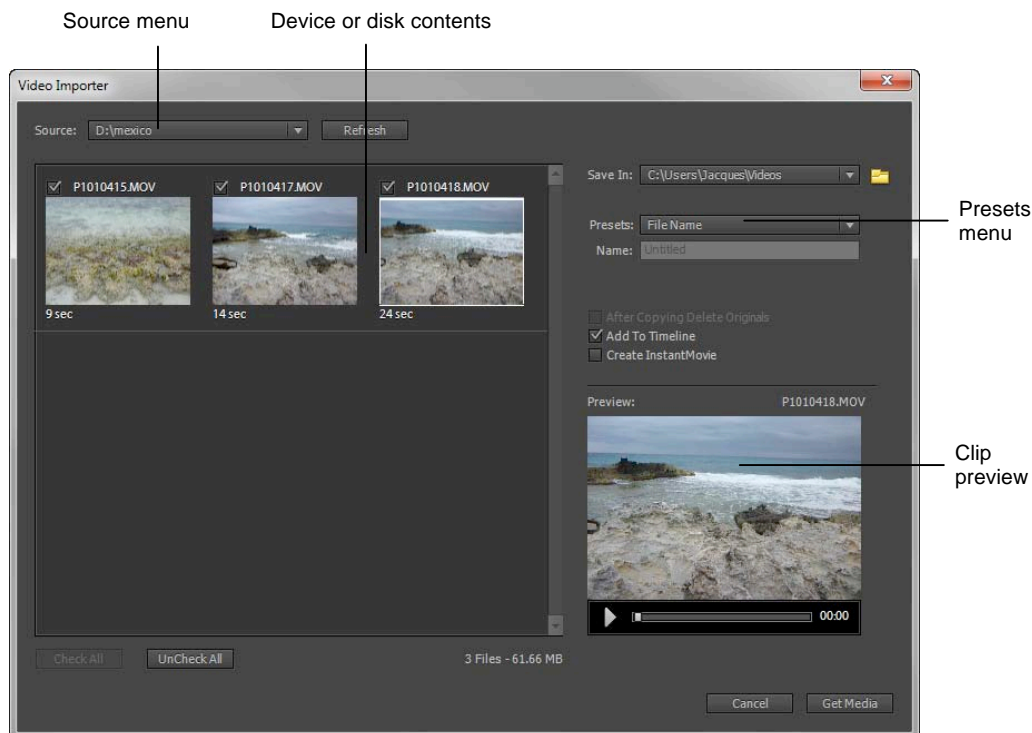 Source menu
Device or disk contents
Video Importer
Source: D:\mexico Refresh
P1010415.MOV P1010417.MOV P1010418.MOV
9 sec 14 sec 24 sec
Save In: C:\Users\Jacques\Videos
Presets: File Name
Presets
menu
Name: Untitled
After Copying Delete Originals
Add To Timeline
Create InstantMovie
Preview: P1010418.MOV
Clip
preview
00:00
Check All UnCheck All 3 Files - 61.66 MB
Cancel Get Media